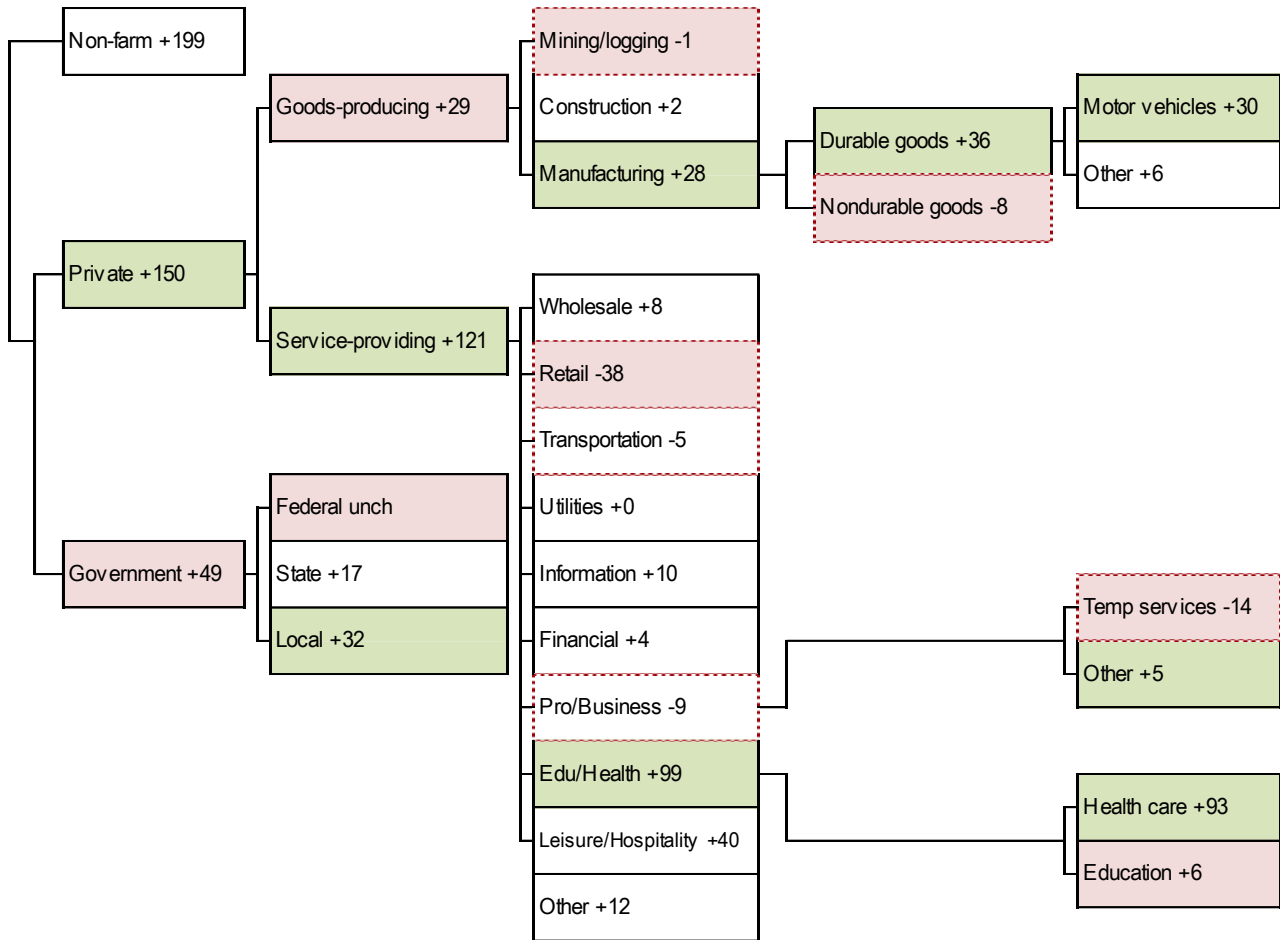 Non-farm +199
Private +150
Government +49
Goods-producing +29
Service-providing +121
Federal unch
State +17
Local +32
Mining/logging -1
Construction +2
Manufacturing +28
Wholesale +8
Retail -38
Transportation -5
Utilities +0
Information +10
Financial +4
Pro/Business -9
Edu/Health +99
Leisure/Hospitality +40
Other +12
Durable goods +36
Nondurable goods -8
Motor vehicles +30
Other +6
Temp services -14
Other +5
Health care +93
Education +6